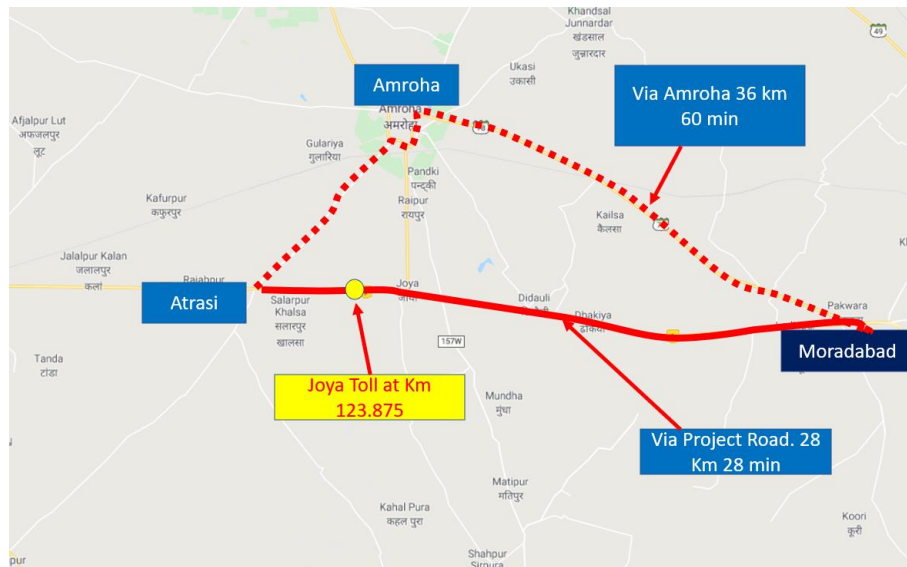 Khandsal
Junnardar
खंडसाल
जुन्नारदार
49
Ukasi
उकासी
Amroha
Amroha
अमरोहा
Via Amroha 36 km
60 min
Afjalpur Lut
अफजलपुर
लूट
Gulariya
गुलारिया
Pandki
पन्द्की
Raipur
रायपुर
Kafurpur
कफुरपुर
Kailsa
कैलसा
Jalalpur Kalan
जलालपुर
कलां
Rajabpur
Atrasi
Salarpur
Khalsa
सलारपुर
खालसा
Joya
जोया
Didauli
Dhakiya
ढकिया
Pakwara
Moradabad
Tanda
टांडा
157W
Joya Toll at Km
123.875
Mundha
मुंधा
Via Project Road. 28
Km 28 min
Matipur
मतिपुर
Kahal Pura
कहल पुरा
Koori
कूरी
Shahpur
Sirpura
pur